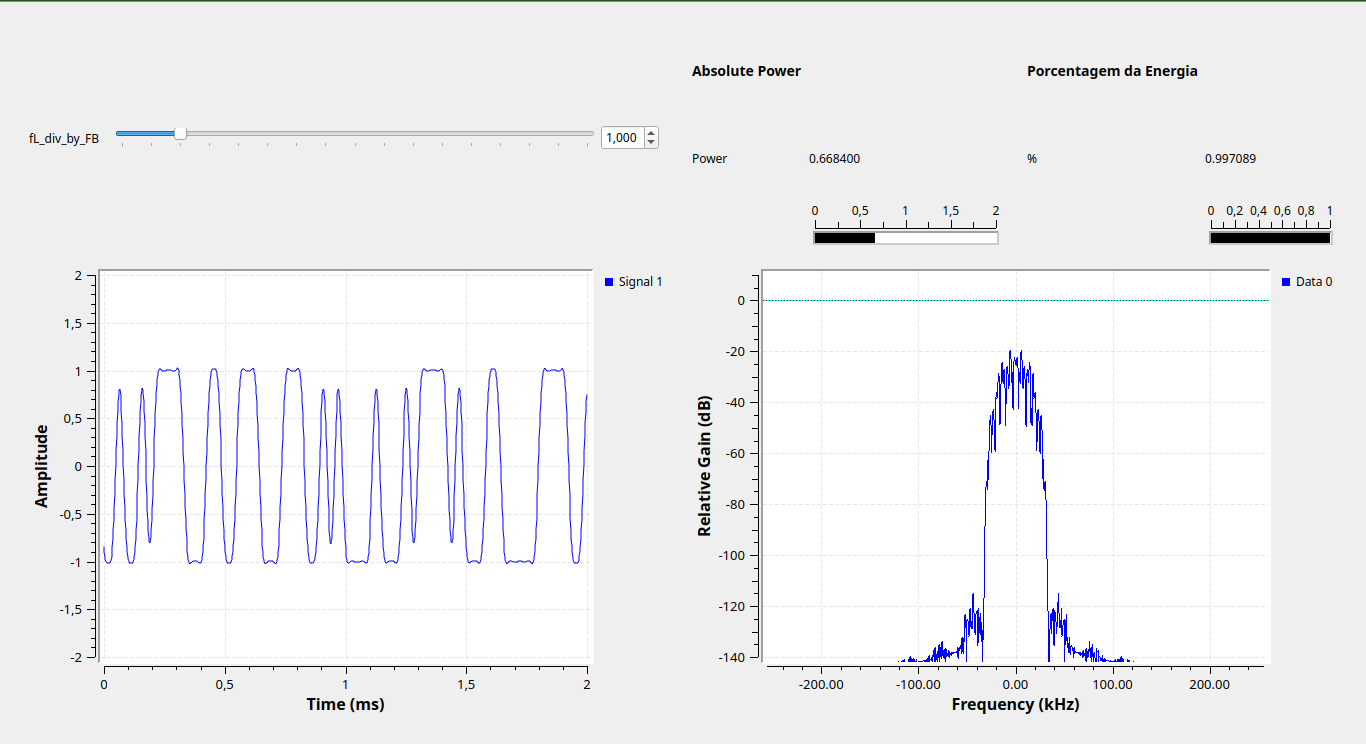 Absolute Power
Porcentagem da Energia
fL_div_by_FB
1,000
Power 0.668400
% 0.997089
0 0,5 1 1,5 2
0 0,2 0,4 0,6 0,8 1
2
1,5
1
0,5
0
-0,5
-1
-1,5
-2
Amplitude
0 0,5 1 1,5 2
Time (ms)
Signal 1
0
-20
-40
-60
-80
-100
-120
-140
Relative Gain (dB)
-200.00 -100.00 0.00 100.00 200.00
Frequency (kHz)
Data 0